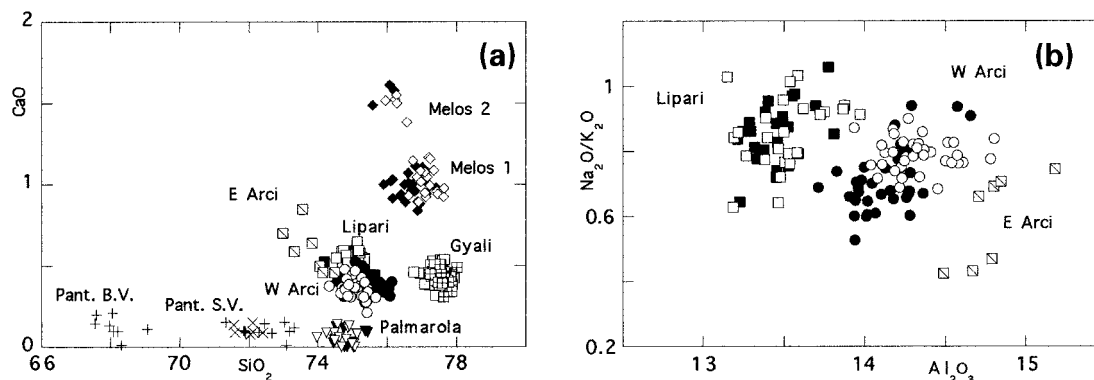 (a)
2
1
0
CaO
Melos 2
Melos 1
E Arci
Lipari
Gyali
W Arci
Pant. B.V.
Pant. S.V.
Palmarola
66 70 74 78
SiO₂
(b)
1
0.6
0.2
Na₂O/K₂O
Lipari
W Arci
E Arci
13 14 15
Al₂O₃